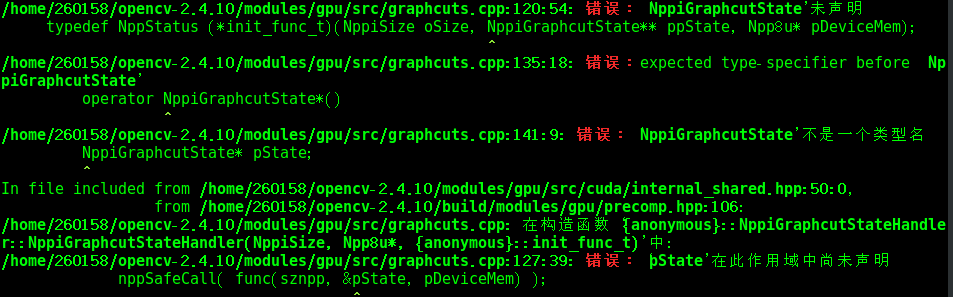 /home/260158/opencv-2.4.10/modules/gpu/src/graphcuts.cpp:120:54: 错误： NppiGraphcutState'未声明
typedef NppStatus (*init_func_t)(NppiSize oSize, NppiGraphcutState** ppState, Npp8u* pDeviceMem);
^
/home/260158/opencv-2.4.10/modules/gpu/src/graphcuts.cpp:135:18: 错误：expected type-specifier before  Np
piGraphcutState'
operator NppiGraphcutState*()
^
/home/260158/opencv-2.4.10/modules/gpu/src/graphcuts.cpp:141:9: 错误： NppiGraphcutState'不是一个类型名
NppiGraphcutState* pState;
^
In file included from /home/260158/opencv-2.4.10/modules/gpu/src/cuda/internal_shared.hpp:50:0,
from /home/260158/opencv-2.4.10/build/modules/gpu/precomp.hpp:106:
/home/260158/opencv-2.4.10/modules/gpu/src/graphcuts.cpp: 在构造函数 {anonymous}::NppiGraphcutStateHandle
r::NppiGraphcutStateHandler(NppiSize, Npp8u*, {anonymous}::init_func_t)'中:
/home/260158/opencv-2.4.10/modules/gpu/src/graphcuts.cpp:127:39: 错误： pState'在此作用域中尚未声明
nppSafeCall( func(sznpp, &pState, pDeviceMem) );
^